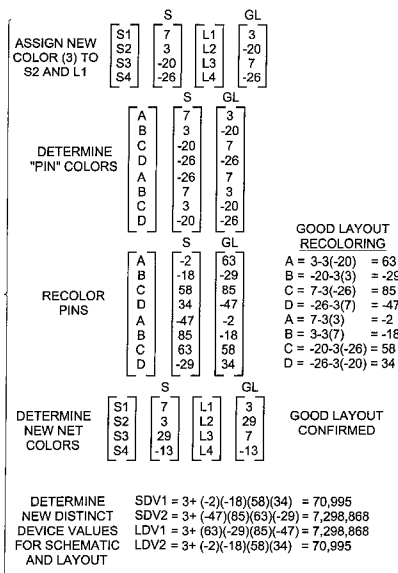 S GL
ASSIGN NEW S1 7 L1 3
COLOR (3) TO S2 3 L2 -20
S2 AND L1 S3 -20 L3 7
S4 -26 L4 -26
S GL
A 7 3
B 3 -20
DETERMINE C -20 7
"PIN" COLORS D -26 -26
A -26 7
B 7 3
C 3 -20
D -20 -26
GOOD LAYOUT
S GL RECOLORING
A -2 63 A = 3-3(-20) = 63
B -18 -29 B = -20-3(3) = -29
C 58 85 C = 7-3(-26) = 85
RECOLOR D 34 -47 D = -26-3(7) = -47
PINS A -47 -2 A = 7-3(3) = -2
B 85 -18 B = 3-3(7) = -18
C 63 58 C = -20-3(-26) = 58
D -29 34 D = -26-3(-20) = 34
S GL
DETERMINE S1 7 L1 3 GOOD LAYOUT
NEW NET S2 3 L2 29 CONFIRMED
COLORS S3 29 L3 7
S4 -13 L4 -13
DETERMINE SDV1 = 3+ (-2)(-18)(58)(34) = 70,995
NEW DISTINCT SDV2 = 3+ (-47)(85)(63)(-29) = 7,298,868
DEVICE VALUES LDV1 = 3+ (63)(-29)(85)(-47) = 7,298,868
FOR SCHEMATIC LDV2 = 3+ (-2)(-18)(58)(34) = 70,995
AND LAYOUT